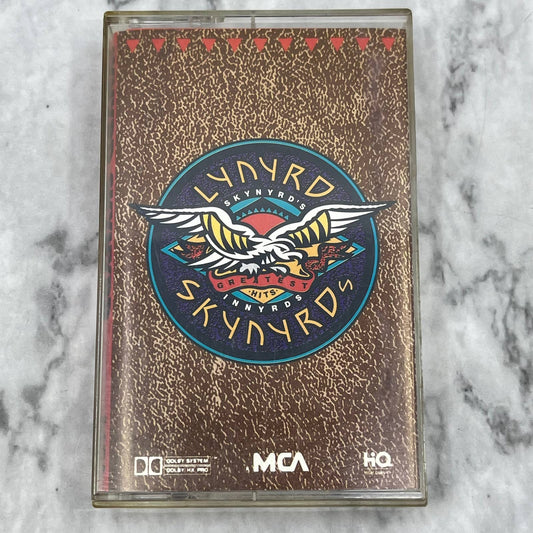 LYNYRD
SKYNYRD'S
GREATEST
HITS
INNYRDS
SKYNYRDs
DOLBY SYSTEM
DOLBY HX PRO
MCA
HQ